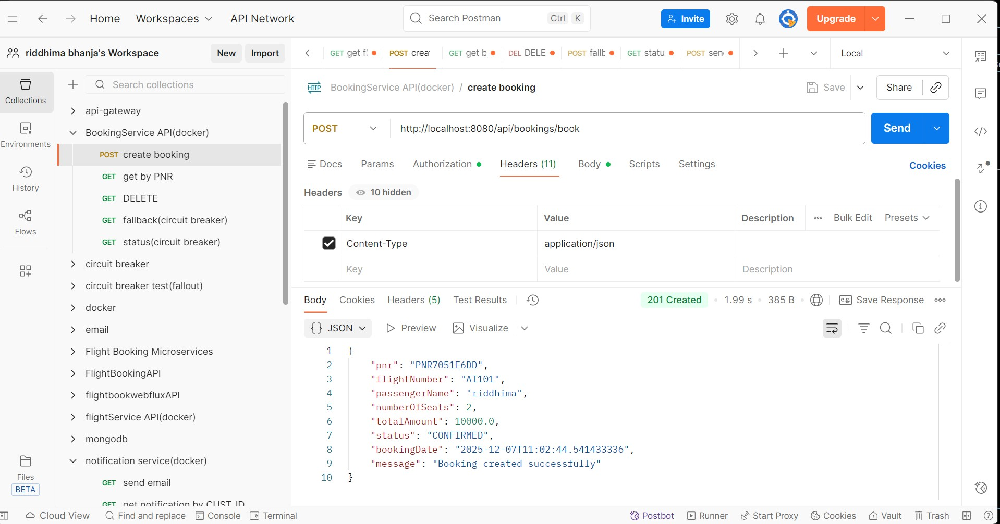 Home
Workspaces
API Network
Search Postman
Ctrl K
Invite
Upgrade
riddhima bhanja's Workspace
New
Import
GET get fl
POST crea
GET get b
DEL DELE
POST fallb
GET statu
POST sen
Local
Collections
Environments
History
Flows
Files
BETA
Search collections
api-gateway
BookingService API(docker)
POST create booking
GET get by PNR
GET DELETE
GET fallback(circuit breaker)
GET status(circuit breaker)
circuit breaker
circuit breaker test(fallout)
docker
email
Flight Booking Microservices
FlightBookingAPI
flightbookwebfluxAPI
flightService API(docker)
mongodb
notification service(docker)
GET send email
GET get notification by CUST_ID
HTTP BookingService API(docker) / create booking
Save
Share
POST http://localhost:8080/api/bookings/book
Send
Docs Params Authorization Headers (11) Body Scripts Settings
Cookies
Headers 10 hidden
Key Value Description Bulk Edit Presets
Content-Type application/json
Key Value Description
Body Cookies Headers (5) Test Results
201 Created 1.99 s 385 B e.g. Save Response
{} JSON Preview Visualize
1 {
2 "pnr": "PNR7051E6DD",
3 "flightNumber": "AI101",
4 "passengerName": "riddhima",
5 "numberOfSeats": 2,
6 "totalAmount": 10000.0,
7 "status": "CONFIRMED",
8 "bookingDate": "2025-12-07T11:02:44.541433336",
9 "message": "Booking created successfully"
10 }
Cloud View Find and replace Console Terminal
Postbot Runner Start Proxy Cookies Vault Trash